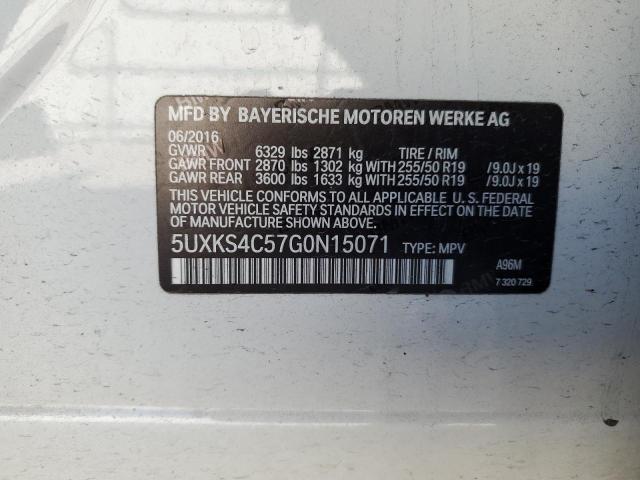 MFD BY BAYERISCHE MOTOREN WERKE AG
06/2016
GVWR 6329 lbs 2871 kg TIRE / RIM
GAWR FRONT 2870 lbs 1302 kg WITH 255/50 R19 /9.0J x 19
GAWR REAR 3600 lbs 1633 kg WITH 255/50 R19 /9.0J x 19
THIS VEHICLE CONFORMS TO ALL APPLICABLE U.S. FEDERAL
MOTOR VEHICLE SAFETY STANDARDS IN EFFECT ON THE DATE
OF MANUFACTURE SHOWN ABOVE.
5UXKS4C57G0N15071 TYPE: MPV
A96M
7 320 729